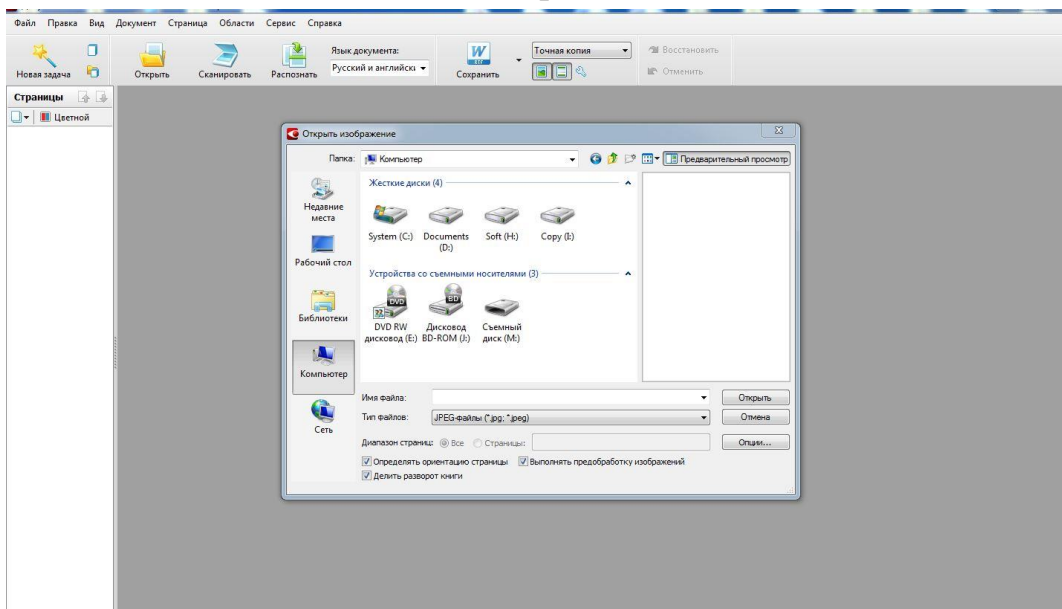 Файл Правка Вид Документ Страница Области Сервис Справка
Новая задача
Открыть
Сканировать
Распознать
Язык документа:
Русский и английски
Сохранить
Точная копия
Восстановить
Отменить
Страницы
Цветной
Открыть изображение
Папка: Компьютер
Предварительный просмотр
Недавние места
Рабочий стол
Библиотеки
Компьютер
Сеть
Жесткие диски (4)
System (C:)
Documents (D:)
Soft (H:)
Copy (I:)
Устройства со съемными носителями (3)
DVD
DVD RW дисковод (E:)
BD
Дисковод BD-ROM (J:)
Съемный диск (M:)
Имя файла:
Открыть
Тип файлов: JPEG-файлы (*.jpg; *.jpeg)
Отмена
Диапазон страниц: Все Страницы:
Опции...
Определять ориентацию страницы Выполнять предобработку изображений
Делить разворот книги